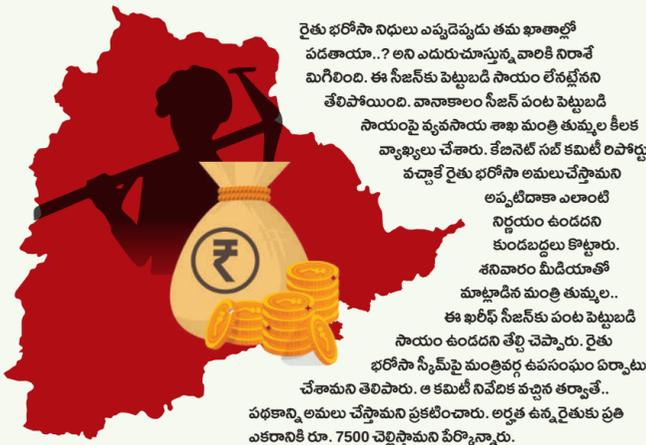 రైతు భరోసా నిధులు ఎప్పడెప్పడు తమ ఖాతాల్లో
పడతాయా..? అని ఎదురుచూస్తున్న వారికి నిరాశే
మిగిలింది. ఈ సీజన్‌కు పెట్టుబడి సాయం లేనట్లేనని
తేలిపోయింది. వానాకాలం సీజన్ పంట పెట్టుబడి
సాయంపై వ్యవసాయ శాఖ మంత్రి తుమ్మల కీలక
వ్యాఖ్యలు చేశారు. కేబినెట్ సబ్ కమిటీ రిపోర్టు
వచ్చాకే రైతు భరోసా అమలుచేస్తామని
అప్పటిదాకా ఎలాంటి
నిర్ణయం ఉండదని
కుండబద్దలు కొట్టారు.
శనివారం మీడియాతో
మాట్లాడిన మంత్రి తుమ్మల..
ఈ ఖరీఫ్ సీజన్‌కు పంట పెట్టుబడి
సాయం ఉండదని తేల్చి చెప్పారు. రైతు
భరోసా స్కీమ్‌పై మంత్రివర్గ ఉపసంఘం ఏర్పాటు
చేశామని తెలిపారు. ఆ కమిటీ నివేదిక వచ్చిన తర్వాతే..
పథకాన్ని అమలు చేస్తామని ప్రకటించారు. అర్హత ఉన్న రైతుకు ప్రతి
ఎకరానికి రూ. 7500 చెల్లిస్తామని పేర్కొన్నారు.
₹